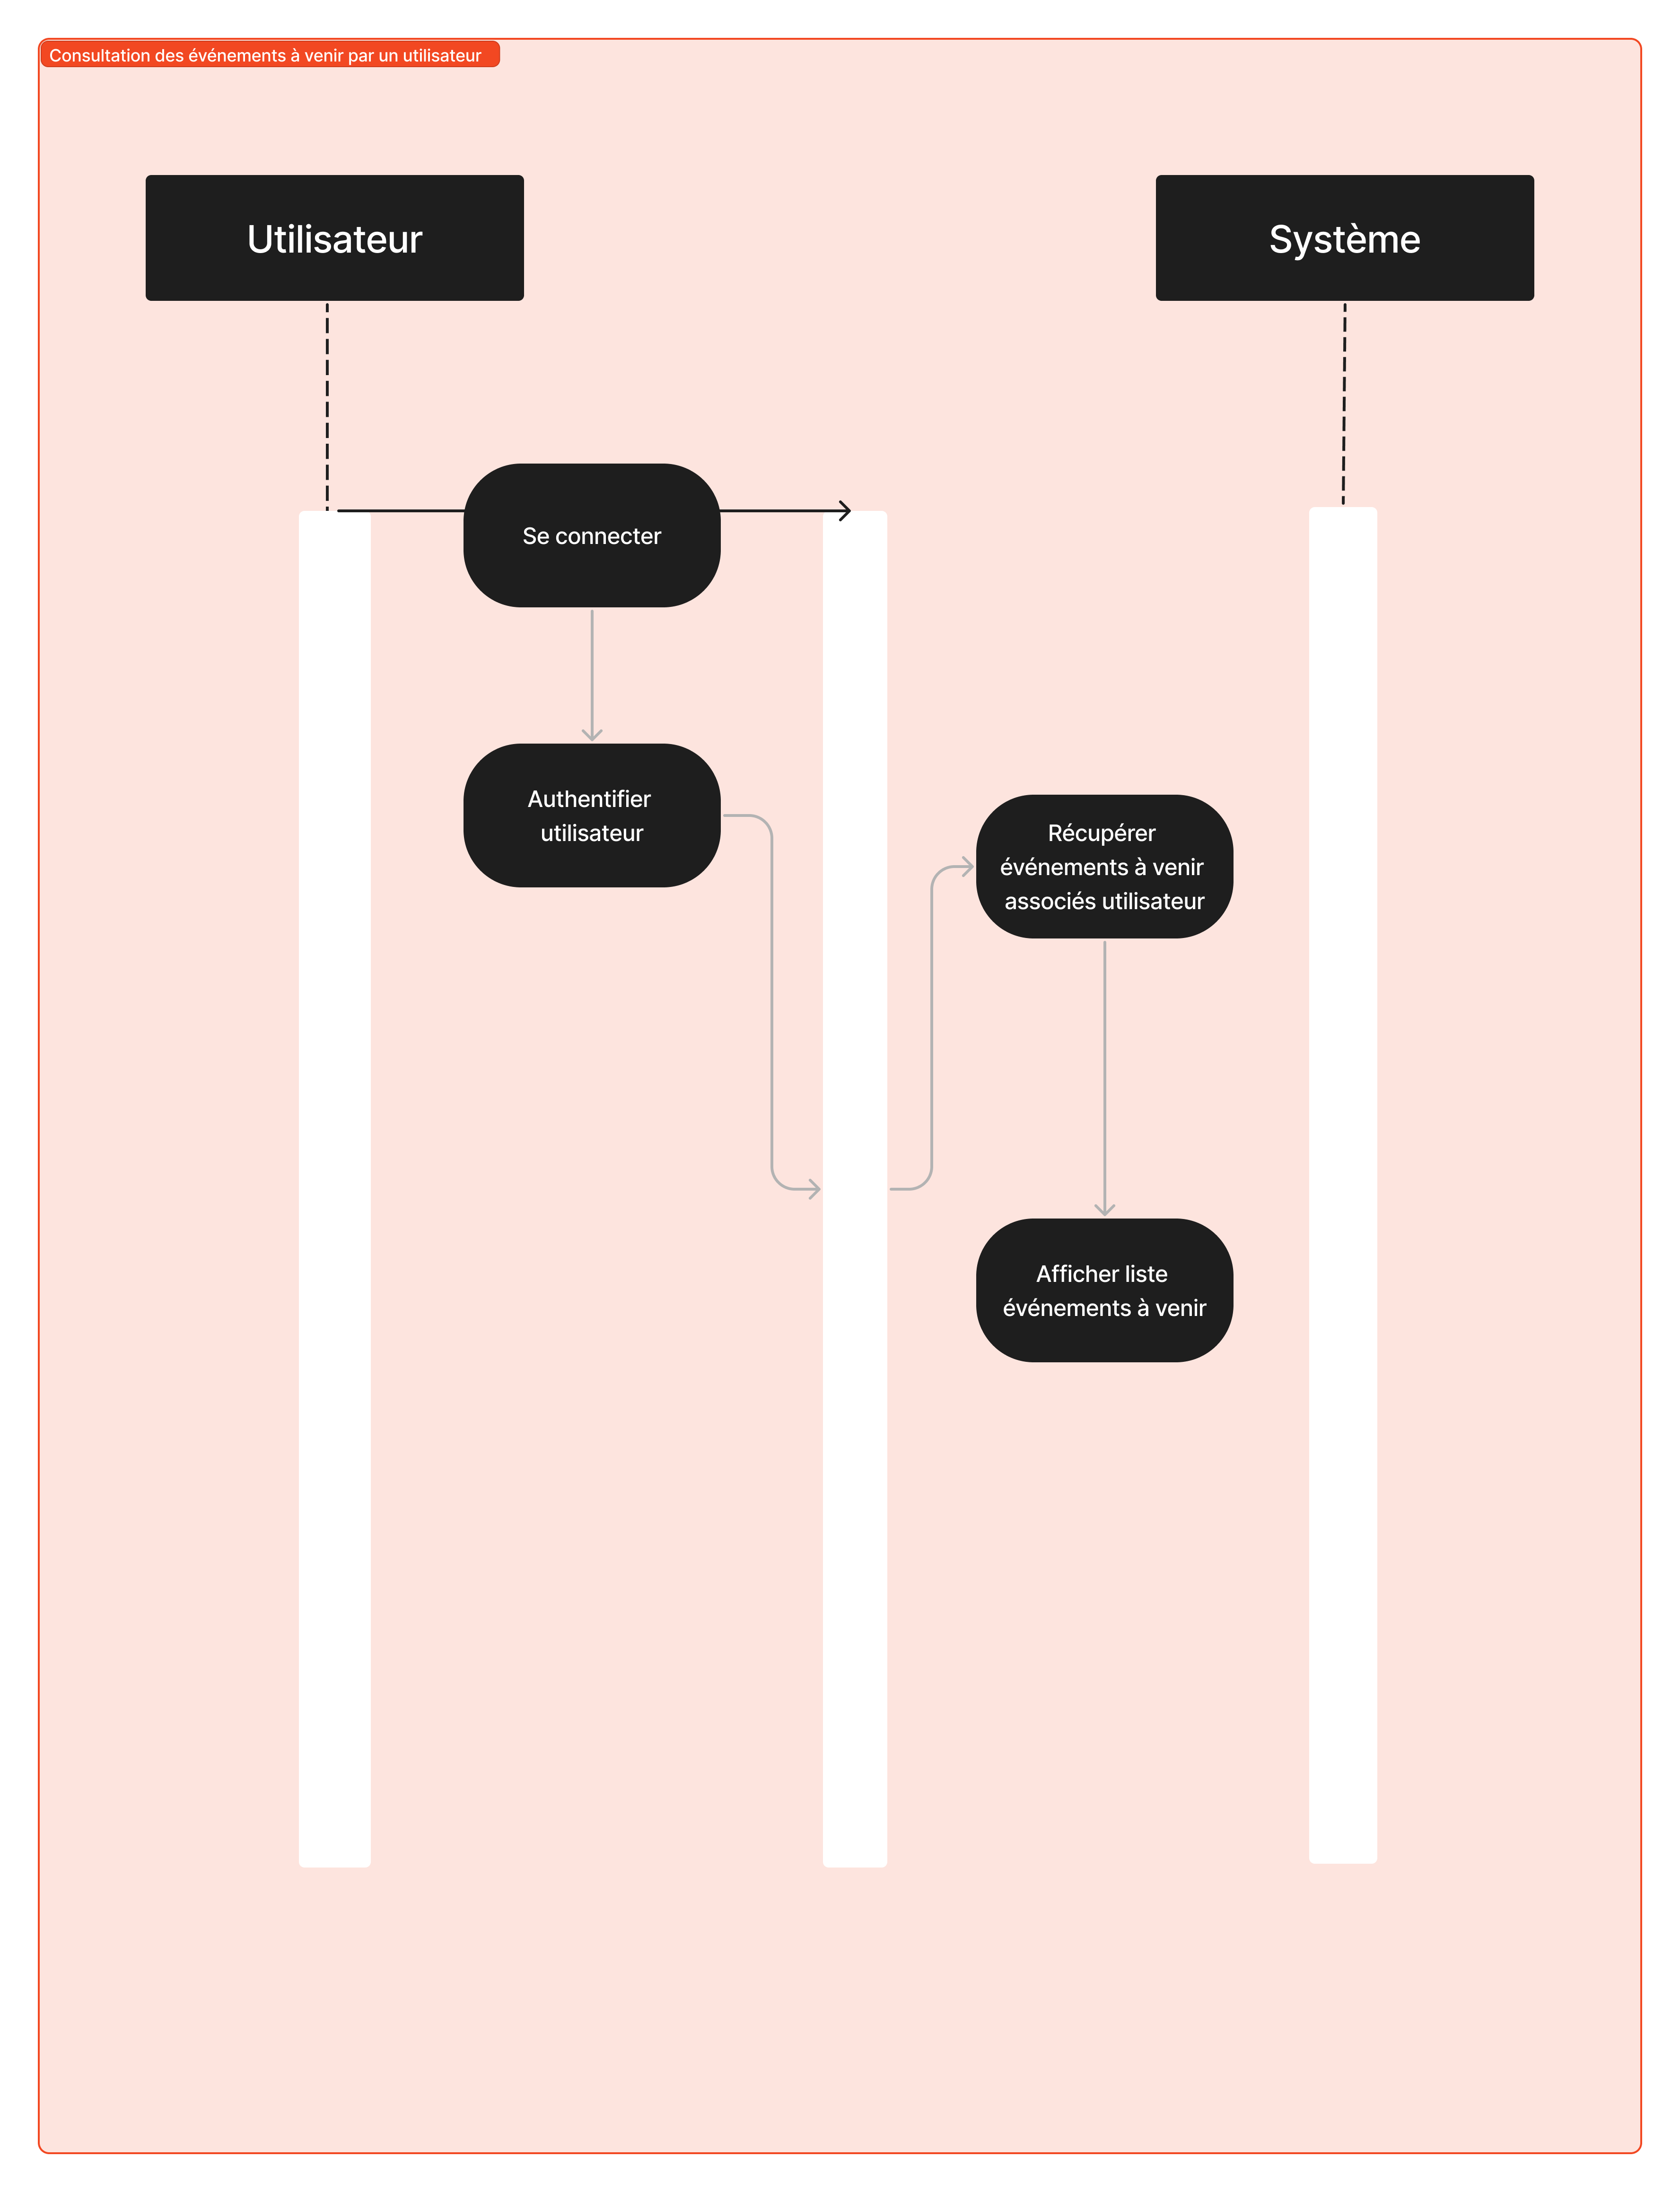 Consultation des événements à venir par un utilisateur
Utilisateur
Système
Se connecter
Authentifier
utilisateur
Récupérer
événements à venir
associés utilisateur
Afficher liste
événements à venir